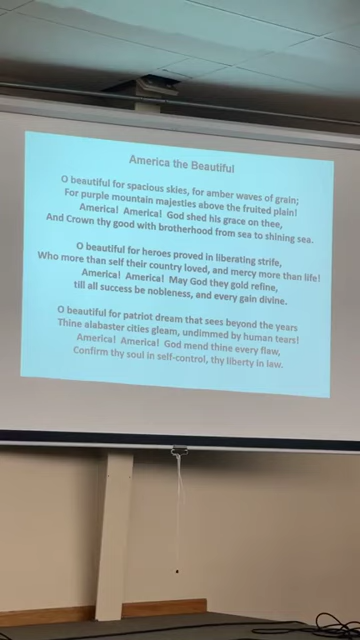 America the Beautiful
O beautiful for spacious skies, for amber waves of grain;
For purple mountain majesties above the fruited plain!
America! America! God shed his grace on thee,
And Crown thy good with brotherhood from sea to shining sea.
O beautiful for heroes proved in liberating strife,
Who more than self their country loved, and mercy more than life!
America! America! May God they gold refine,
till all success be nobleness, and every gain divine.
O beautiful for patriot dream that sees beyond the years
Thine alabaster cities gleam, undimmed by human tears!
America! America! God mend thine every flaw,
Confirm thy soul in self-control, thy liberty in law.